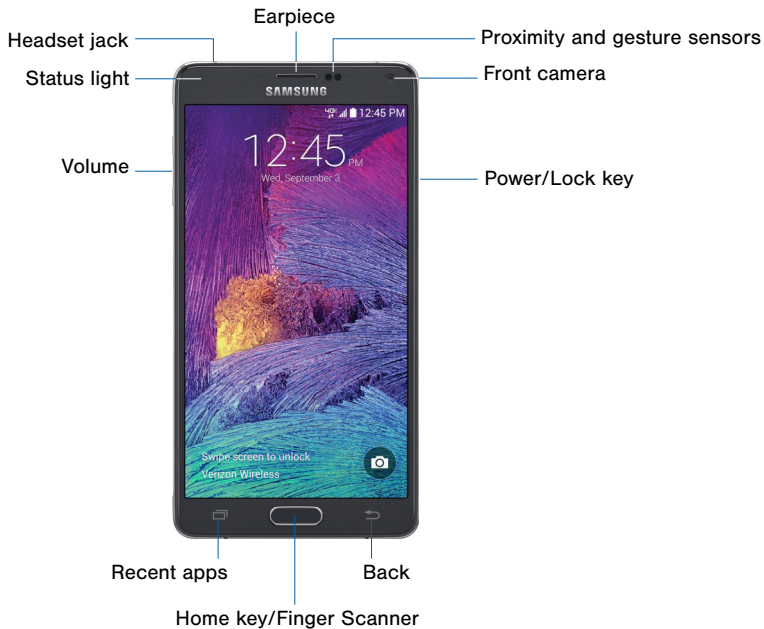 Earpiece
Headset jack
Proximity and gesture sensors
Status light
Front camera
SAMSUNG
4G LTE 12:45 PM
12:45 PM
Wed, September 3
Volume
Power/Lock key
Swipe screen to unlock
Verizon Wireless
Recent apps
Back
Home key/Finger Scanner